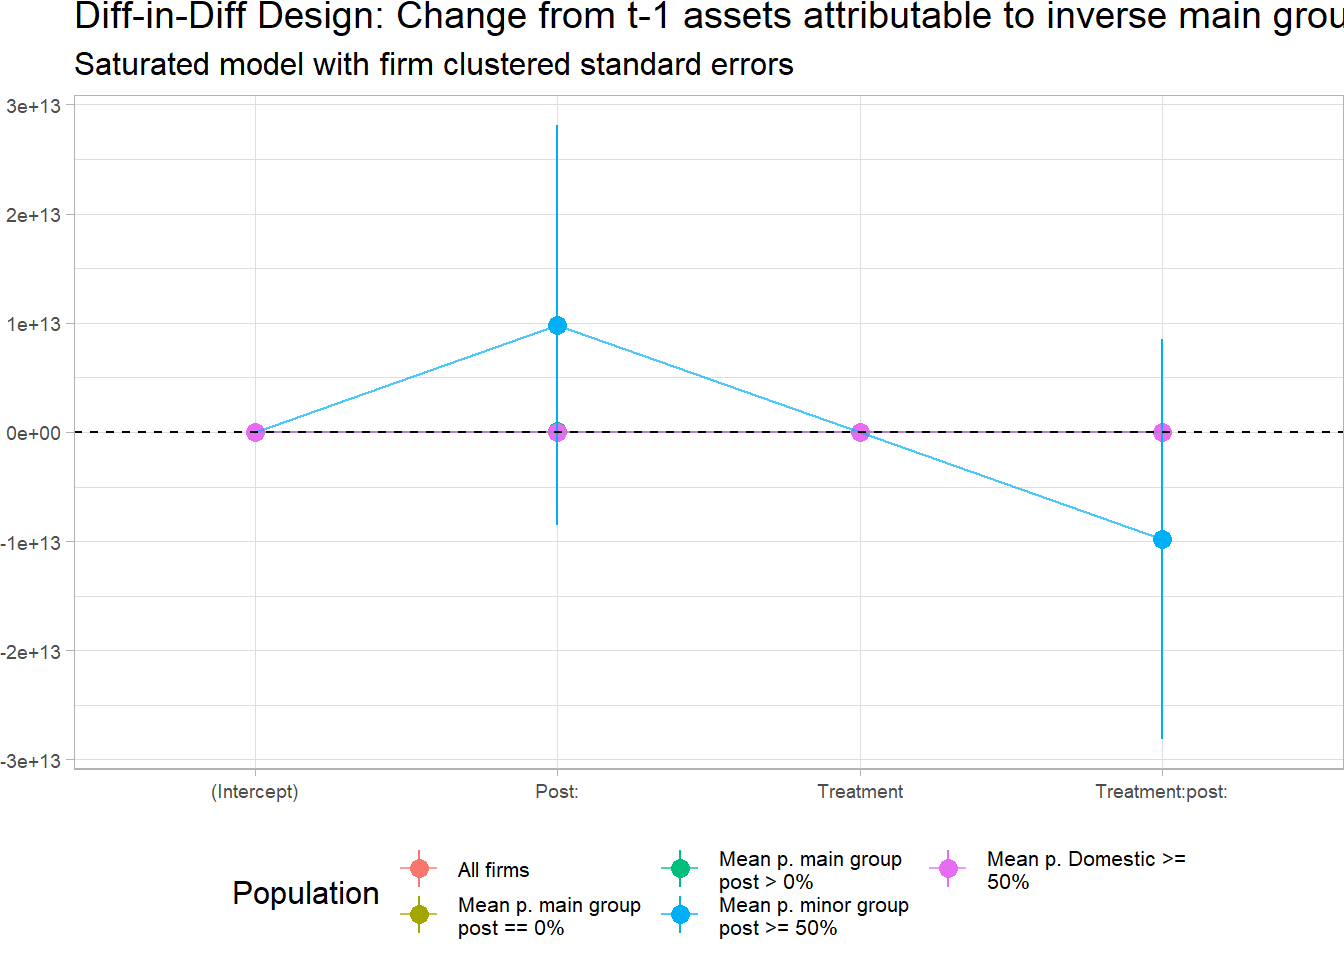 Diff-in-Diff Design: Change from t-1 assets attributable to inverse main grou
Saturated model with firm clustered standard errors
3e+13
2e+13
1e+13
0e+00
-1e+13
-2e+13
-3e+13
(Intercept)
Post:
Treatment
Treatment:post:
Population
All firms
Mean p. main group
post == 0%
Mean p. main group
post > 0%
Mean p. minor group
post >= 50%
Mean p. Domestic >=
50%